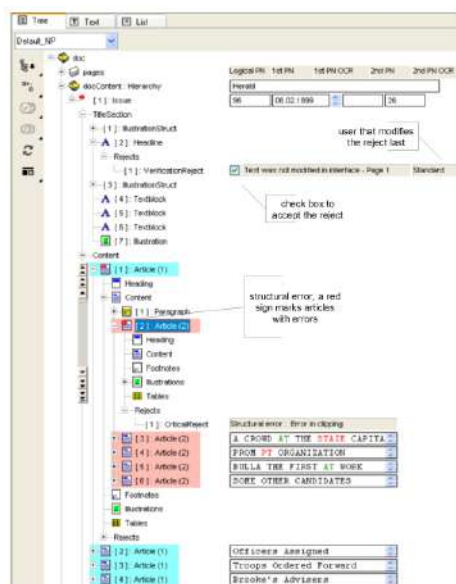 Tree Text List
Default_NP
doc
pages Logical PN 1st PN 1st PN OCR 2nd PN 2nd PN OCR
docContent : Hierarchy Herald
[ 1 ] : Issue 96 08.02.1899 26
TitleSection
[ 1 ] : IllustrationStruct
user that modifies
the reject last
[ 2 ] : Headline
Rejects
[ 1 ] : VerificationReject Text was not modified in interface - Page 1 Standard
[ 3 ] : IllustrationStruct
[ 4 ] : Textblock
[ 5 ] : Textblock
[ 6 ] : Textblock
[ 7 ] : Illustration
check box to
accept the reject
Content
[ 1 ] : Article (1)
Heading
Content
[ 1 ] : Paragraph
[ 2 ] : Article (2)
structural error, a red
sign marks articles
with errors
Heading
Content
Footnotes
Illustrations
Tables
Rejects
[ 1 ] : CriticalReject Structural error : Error in clipping
[ 3 ] : Article (2) A CROWD AT THE STAIE CAPITA
[ 4 ] : Article (2) FROM PT ORGANIZATION
[ 5 ] : Article (2) BULLA THE FIRST AT WORK
[ 6 ] : Article (2) SOME OTHER CANDIDATES
Footnotes
Illustrations
Tables
Rejects
[ 2 ] : Article (1) Officers Assigned
[ 3 ] : Article (1) Troops Ordered Forward
[ 4 ] : Article (1) Brooke's Advisers